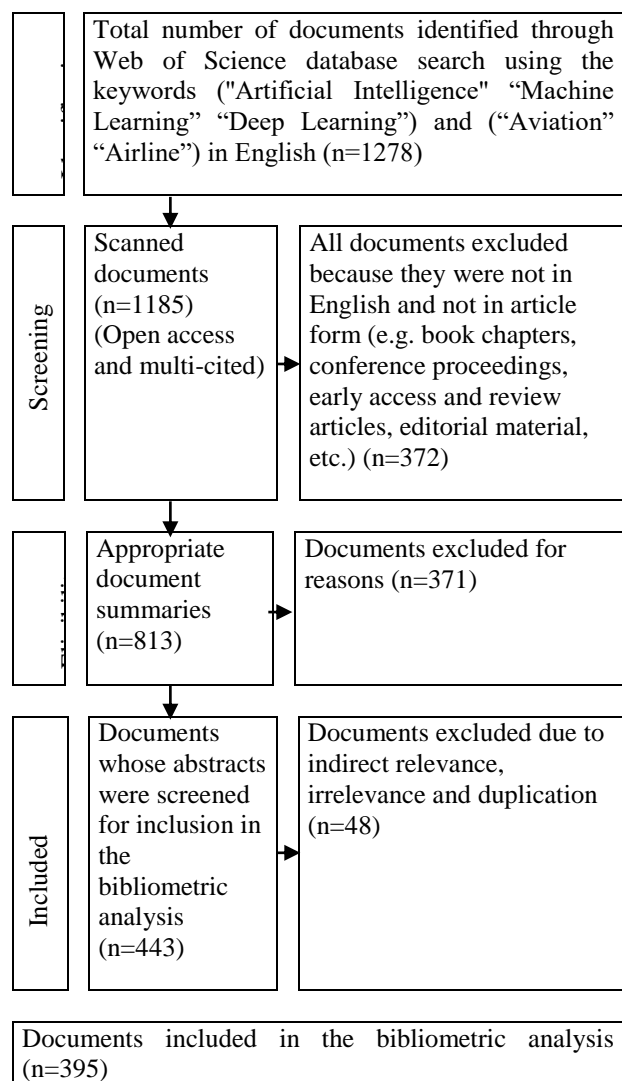 Total number of documents identified through
Web of Science database search using the
keywords ("Artificial Intelligence" “Machine
Learning” “Deep Learning”) and (“Aviation”
“Airline”) in English (n=1278)
Screening
Scanned
documents
(n=1185)
(Open access
and multi-cited)
All documents excluded
because they were not in
English and not in article
form (e.g. book chapters,
conference proceedings,
early access and review
articles, editorial material,
etc.) (n=372)
Appropriate
document
summaries
(n=813)
Documents excluded for
reasons (n=371)
Included
Documents
whose abstracts
were screened
for inclusion in
the
bibliometric
analysis
(n=443)
Documents excluded due to
indirect relevance,
irrelevance and duplication
(n=48)
Documents included in the bibliometric analysis
(n=395)